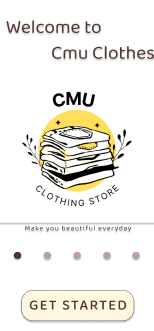 Welcome to
Cmu Clothes
CMU
CLOTHING STORE
Make you beautiful everyday
GET STARTED